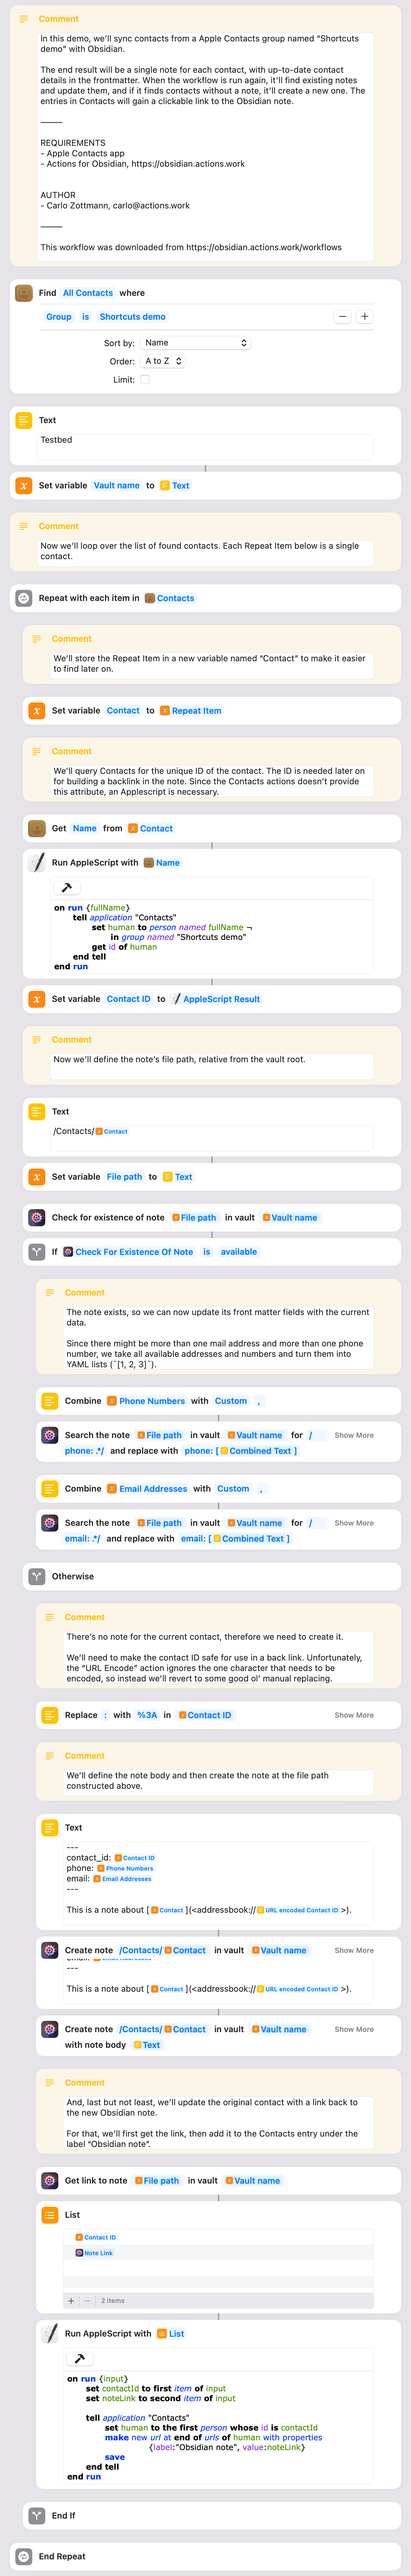 Comment
In this demo, we'll sync contacts from a Apple Contacts group named “Shortcuts
demo” with Obsidian.
The end result will be a single note for each contact, with up-to-date contact
details in the frontmatter. When the workflow is run again, it'll find existing notes
and update them, and if it finds contacts without a note, it'll create a new one. The
entries in Contacts will gain a clickable link to the Obsidian note.
⸻
REQUIREMENTS
- Apple Contacts app
- Actions for Obsidian, https://obsidian.actions.work
AUTHOR
- Carlo Zottmann, carlo@actions.work
⸻
This workflow was downloaded from https://obsidian.actions.work/workflows
Find All Contacts where
Group is Shortcuts demo
Sort by: Name
Order: A to Z
Limit:
Text
Testbed
Set variable Vault name to Text
Comment
Now we'll loop over the list of found contacts. Each Repeat Item below is a single
contact.
Repeat with each item in Contacts
Comment
We'll store the Repeat Item in a new variable named “Contact” to make it easier
to find later on.
Set variable Contact to Repeat Item
Comment
We'll query Contacts for the unique ID of the contact. The ID is needed later on
for building a backlink in the note. Since the Contacts actions doesn't provide
this attribute, an Applescript is necessary.
Get Name from Contact
Run AppleScript with Name
on run {fullName}
tell application "Contacts"
set human to person named fullName ¬
in group named "Shortcuts demo"
get id of human
end tell
end run
Set variable Contact ID to AppleScript Result
Comment
Now we'll define the note's file path, relative from the vault root.
Text
/Contacts/ Contact
Set variable File path to Text
Check for existence of note File path in vault Vault name
If Check For Existence Of Note is available
Comment
The note exists, so we can now update its front matter fields with the current
data.
Since there might be more than one mail address and more than one phone
number, we take all available addresses and numbers and turn them into
YAML lists (`[1, 2, 3]`).
Combine Phone Numbers with Custom ,
Search the note File path in vault Vault name for / Show More
phone: .*/ and replace with phone: [ Combined Text ]
Combine Email Addresses with Custom ,
Search the note File path in vault Vault name for / Show More
email: .*/ and replace with email: [ Combined Text ]
Otherwise
Comment
There's no note for the current contact, therefore we need to create it.
We'll need to make the contact ID safe for use in a back link. Unfortunately,
the “URL Encode” action ignores the one character that needs to be
encoded, so instead we'll revert to some good ol' manual replacing.
Replace : with %3A in Contact ID Show More
Comment
We'll define the note body and then create the note at the file path
constructed above.
Text
---
contact_id: Contact ID
phone: Phone Numbers
email: Email Addresses
---
This is a note about [ Contact ](<addressbook:// URL encoded Contact ID >).
Create note /Contacts/ Contact in vault Vault name Show More
---
This is a note about [ Contact ](<addressbook:// URL encoded Contact ID >).
Create note /Contacts/ Contact in vault Vault name Show More
with note body Text
Comment
And, last but not least, we'll update the original contact with a link back to
the new Obsidian note.
For that, we'll first get the link, then add it to the Contacts entry under the
label “Obsidian note”.
Get link to note File path in vault Vault name
List
Contact ID
Note Link
+ − 2 items
Run AppleScript with List
on run {input}
set contactId to first item of input
set noteLink to second item of input
tell application "Contacts"
set human to the first person whose id is contactId
make new url at end of urls of human with properties
{label:"Obsidian note", value:noteLink}
save
end tell
end run
End If
End Repeat